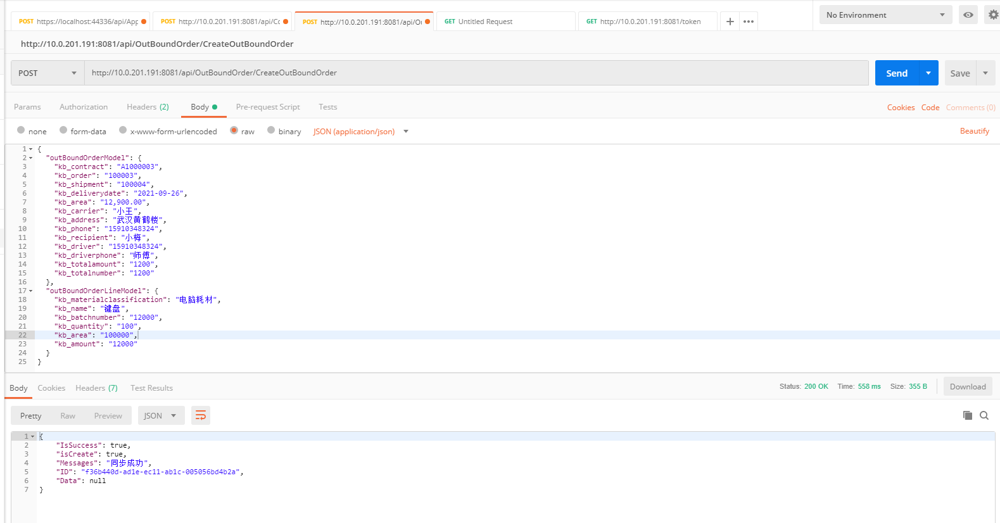 POST https://localhost:44336/api/App
POST http://10.0.201.191:8081/api/Cc
POST http://10.0.201.191:8081/api/Ou
GET Untitled Request
GET http://10.0.201.191:8081/token
No Environment
http://10.0.201.191:8081/api/OutBoundOrder/CreateOutBoundOrder
POST http://10.0.201.191:8081/api/OutBoundOrder/CreateOutBoundOrder Send Save
Params Authorization Headers (2) Body Pre-request Script Tests Cookies Code Comments (0)
none form-data x-www-form-urlencoded raw binary JSON (application/json) Beautify
1 {
2 "outBoundOrderModel": {
3 "kb_contract": "A1000003",
4 "kb_order": "100003",
5 "kb_shipment": "100004",
6 "kb_deliverydate": "2021-09-26",
7 "kb_area": "12,900.00",
8 "kb_carrier": "小王",
9 "kb_address": "武汉黄鹤楼",
10 "kb_phone": "15910348324",
11 "kb_recipient": "小梅",
12 "kb_driver": "15910348324",
13 "kb_driverphone": "师傅",
14 "kb_totalamount": "1200",
15 "kb_totalnumber": "1200"
16 },
17 "outBoundOrderLineModel": {
18 "kb_materialclassification": "电脑耗材",
19 "kb_name": "键盘",
20 "kb_batchnumber": "12000",
21 "kb_quantity": "100",
22 "kb_area": "100000",
23 "kb_amount": "12000"
24 }
25 }
Body Cookies Headers (7) Test Results Status: 200 OK Time: 558 ms Size: 355 B Download
Pretty Raw Preview JSON
1 {
2 "IsSuccess": true,
3 "isCreate": true,
4 "Messages": "同步成功",
5 "ID": "f36b440d-ad1e-ec11-ab1c-005056bd4b2a",
6 "Data": null
7 }